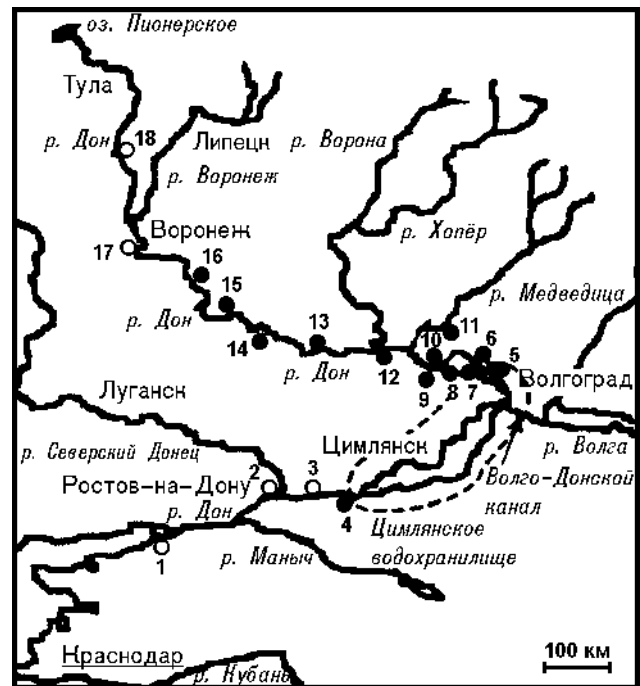 оз. Пионерское
Тула
р. Дон
18
Липецк
р. Ворона
р. Воронеж
р. Хопёр
Воронеж
17
16
15
р. Медведица
р. Дон
14
13
11
10
6
5
р. Дон
12
9
8
7
Волгоград
Луганск
Цимлянск
р. Волга
р. Северский Донец
Волго-Донской
канал
Ростов-на-Дону
2
3
4
р. Дон
Цимлянское
водохранилище
1
р. Маныч
Краснодар
р. Кубань
100 км